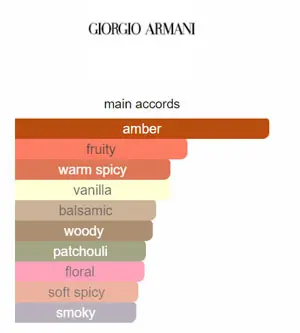 GIORGIO ARMANI
main accords
amber
fruity
warm spicy
vanilla
balsamic
woody
patchouli
floral
soft spicy
smoky